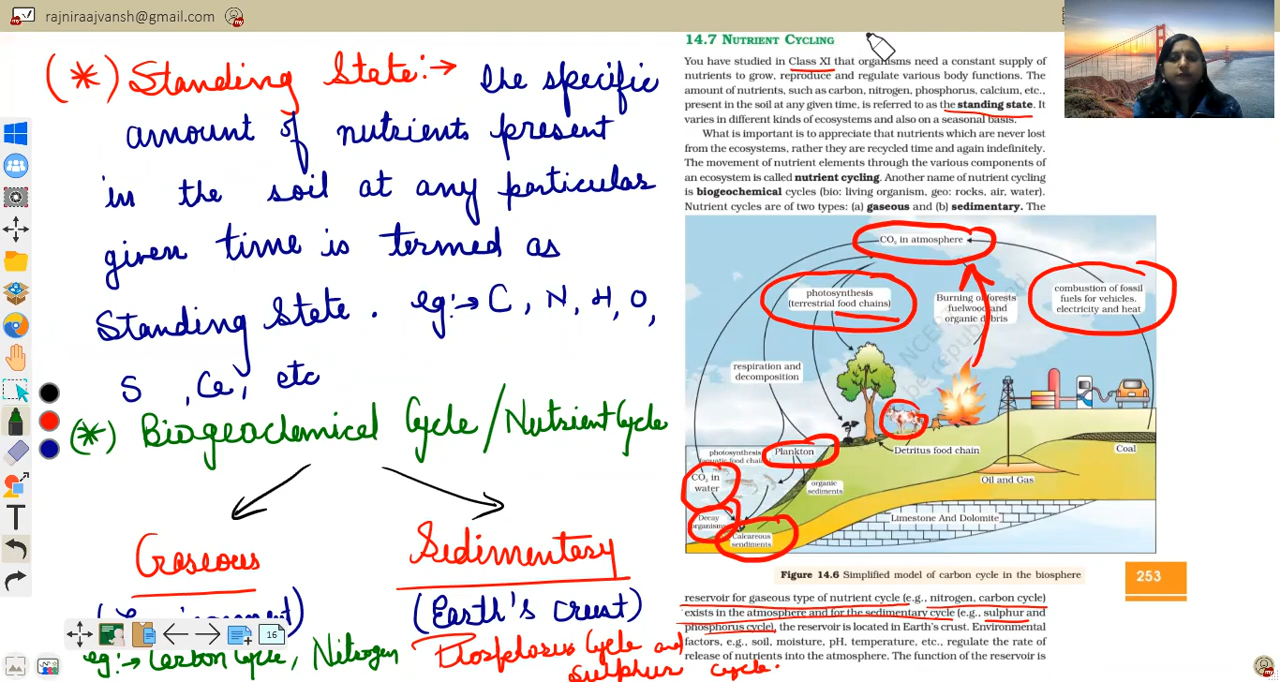 rajniraajvansh@gmail.com
(*) Standing State:→ the specific
amount of nutrients present
in the soil at any particular
given time is termed as
Standing State. eg:→ C, N, H, O,
S, Ca, etc
(*) Biogeochemical Cycle/Nutrient Cycle
Gaseous
Sedimentary
(Earth's Crust)
eg:→ Carbon Cycle, Nitrogen
Phosphorus Cycle and
Sulphur Cycle.
16
T
14.7 NUTRIENT CYCLING
You have studied in Class XI that organisms need a constant supply of
nutrients to grow, reproduce and regulate various body functions. The
amount of nutrients, such as carbon, nitrogen, phosphorus, calcium, etc.,
present in the soil at any given time, is referred to as the standing state. It
varies in different kinds of ecosystems and also on a seasonal basis.
What is important is to appreciate that nutrients which are never lost
from the ecosystems, rather they are recycled time and again indefinitely.
The movement of nutrient elements through the various components of
an ecosystem is called nutrient cycling. Another name of nutrient cycling
is biogeochemical cycles (bio: living organism, geo: rocks, air, water).
Nutrient cycles are of two types: (a) gaseous and (b) sedimentary. The
CO₂ in atmosphere
photosynthesis
(terrestrial food chains)
Burning of forests
fuelwood and
organic debris
combustion of fossil
fuels for vehicles,
electricity and heat
respiration and
decomposition
photosynthesis
Plankton
CO₂ in
water
organic
sediments
Decay
organisms
Calcareous
sendiments
Detritus food chain
Oil and Gas
Coal
Limestone And Dolomite
Figure 14.6 Simplified model of carbon cycle in the biosphere
253
reservoir for gaseous type of nutrient cycle (e.g., nitrogen, carbon cycle)
exists in the atmosphere and for the sedimentary cycle (e.g., sulphur and
phosphorus cycle), the reservoir is located in Earth's crust. Environmental
factors, e.g., soil, moisture, pH, temperature, etc., regulate the rate of
release of nutrients into the atmosphere. The function of the reservoir is